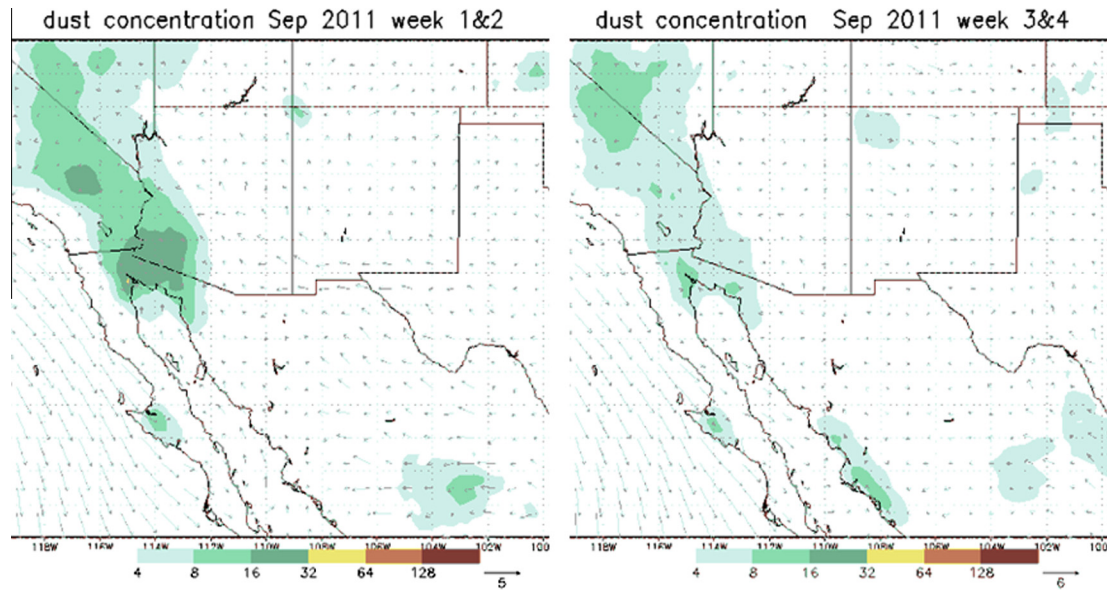 dust concentration Sep 2011 week 1&2
dust concentration Sep 2011 week 3&4
118W 116W 114W 112W 110W 108W 106W 104W 102W 100
118W 116W 114W 112W 110W 108W 106W 104W 102W 100
4 8 16 32 64 128 5
4 8 16 32 64 128 6